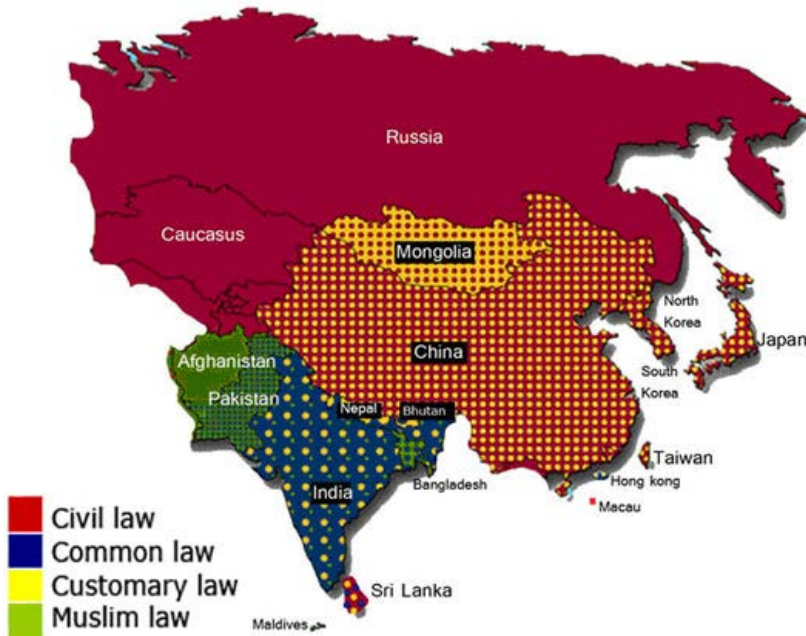 Russia
Caucasus
Mongolia
North
Korea
Japan
Afghanistan
China
South
Korea
Pakistan
Nepal
Bhutan
Taiwan
Bangladesh
Hong kong
India
Macau
Civil law
Common law
Customary law
Muslim law
Sri Lanka
Maldives